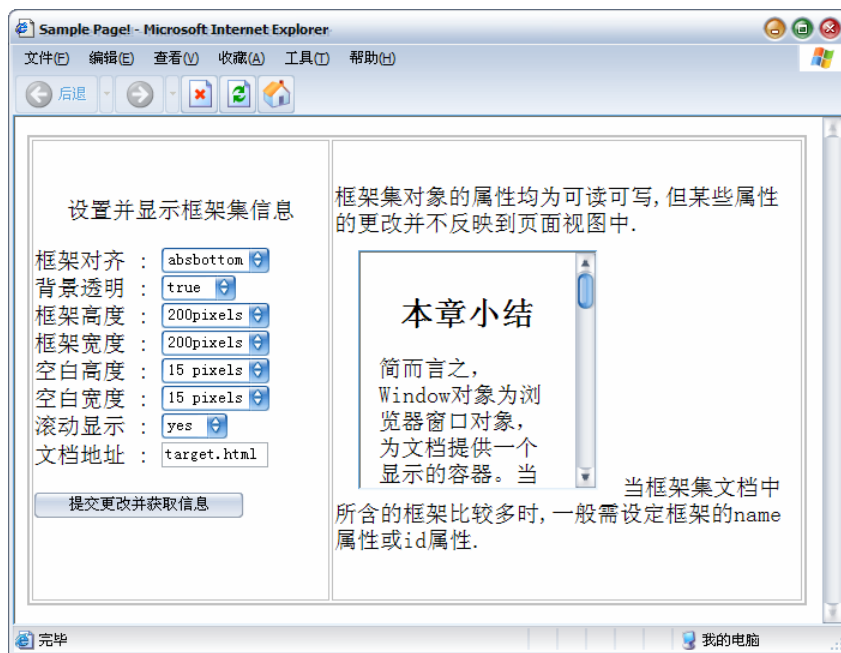 Sample Page! - Microsoft Internet Explorer
文件(F) 编辑(E) 查看(V) 收藏(A) 工具(T) 帮助(H)
后退
设置并显示框架集信息
框架对齐 : absbottom
背景透明 : true
框架高度 : 200pixels
框架宽度 : 200pixels
空白高度 : 15 pixels
空白宽度 : 15 pixels
滚动显示 : yes
文档地址 : target.html
提交更改并获取信息
框架集对象的属性均为可读可写,但某些属性
的更改并不反映到页面视图中.
本章小结
简而言之，
Window对象为浏
览器窗口对象，
为文档提供一个
显示的容器。当
当框架集文档中
所含的框架比较多时,一般需设定框架的name
属性或id属性.
完毕
我的电脑